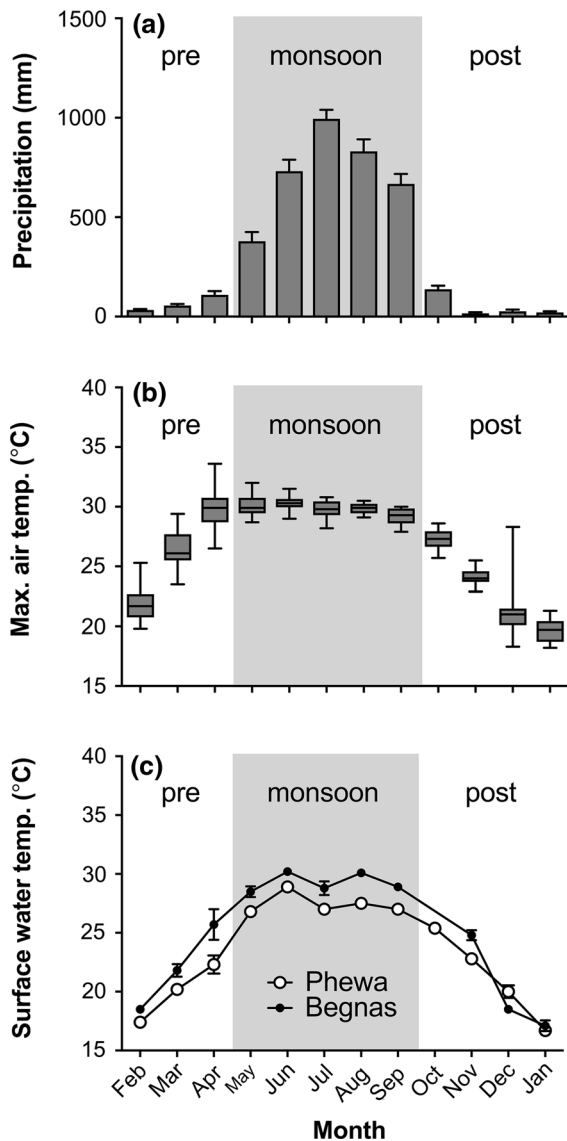 (a)
Precipitation (mm)
1500
1000
500
0
pre
monsoon
post
(b)
Max. air temp. (°C)
40
35
30
25
20
15
pre
monsoon
post
(c)
Surface water temp. (°C)
40
35
30
25
20
15
pre
monsoon
post
Phewa
Begnas
Feb
Mar
Apr
May
Jun
Jul
Aug
Sep
Oct
Nov
Dec
Jan
Month